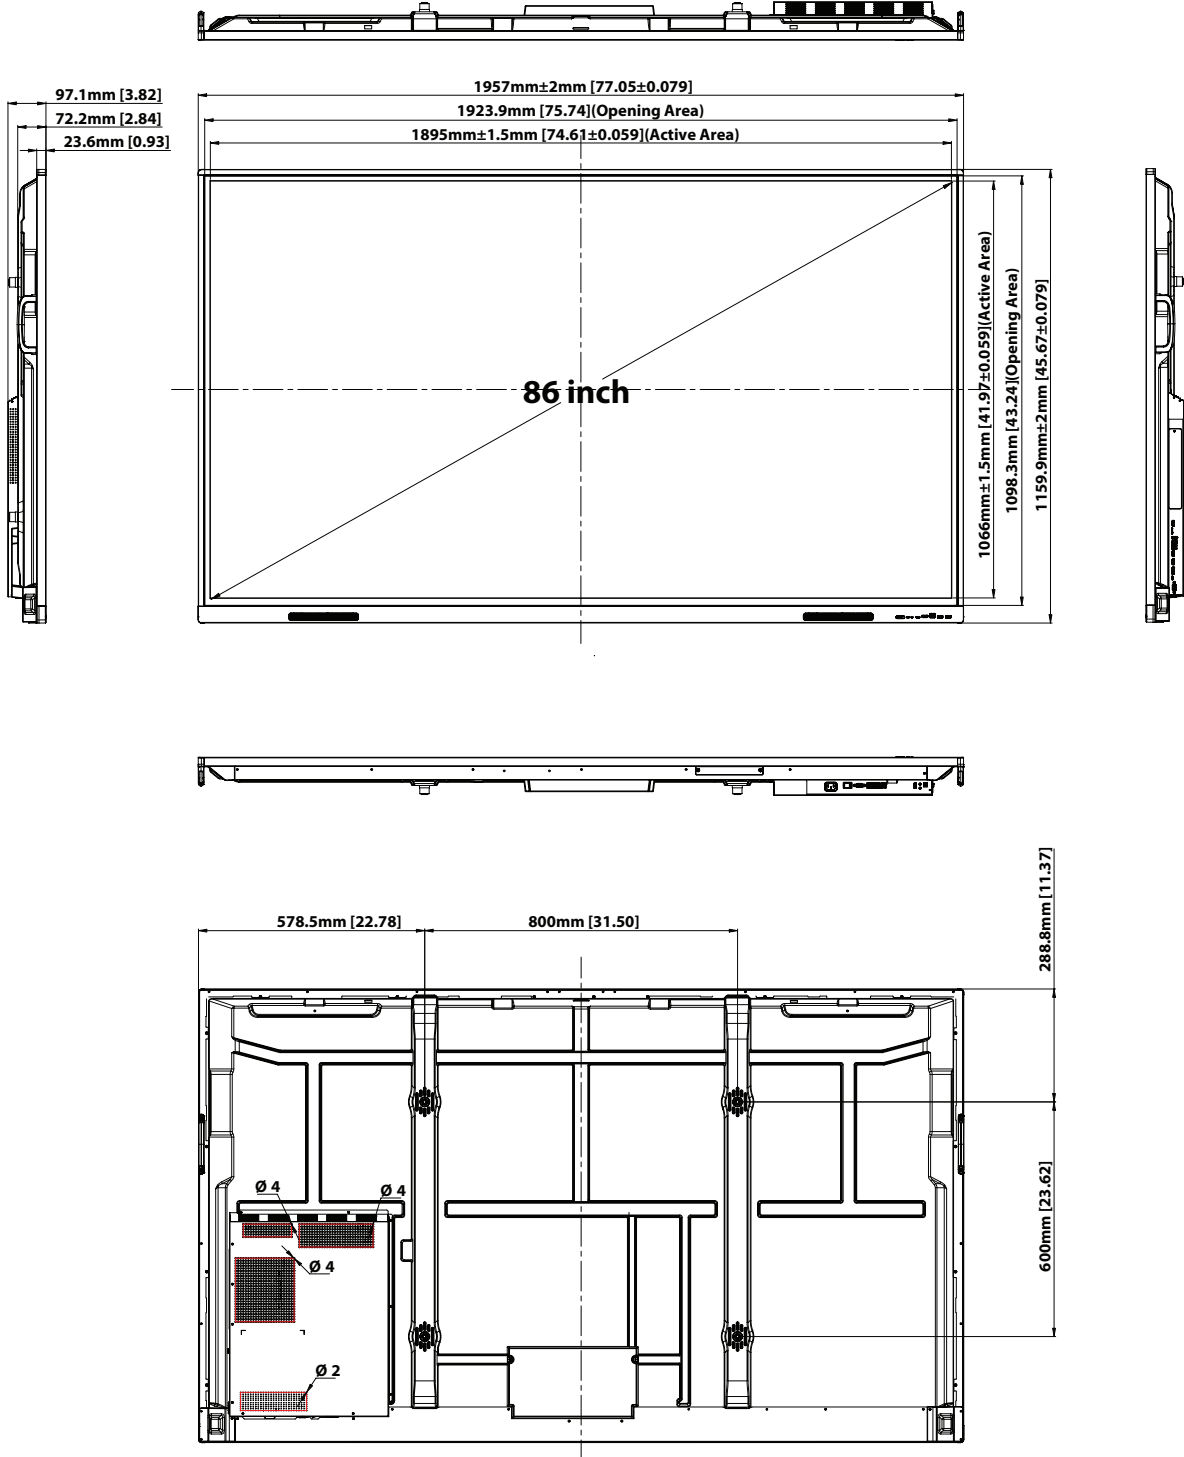 97.1mm [3.82]
72.2mm [2.84]
23.6mm [0.93]
1957mm±2mm [77.05±0.079]
1923.9mm [75.74](Opening Area)
1895mm±1.5mm [74.61±0.059](Active Area)
86 inch
1066mm±1.5mm [41.97±0.059](Active Area)
1098.3mm [43.24](Opening Area)
1159.9mm±2mm [45.67±0.079]
578.5mm [22.78]
800mm [31.50]
288.8mm [11.37]
600mm [23.62]
Ø 4
Ø 4
Ø 4
Ø 2